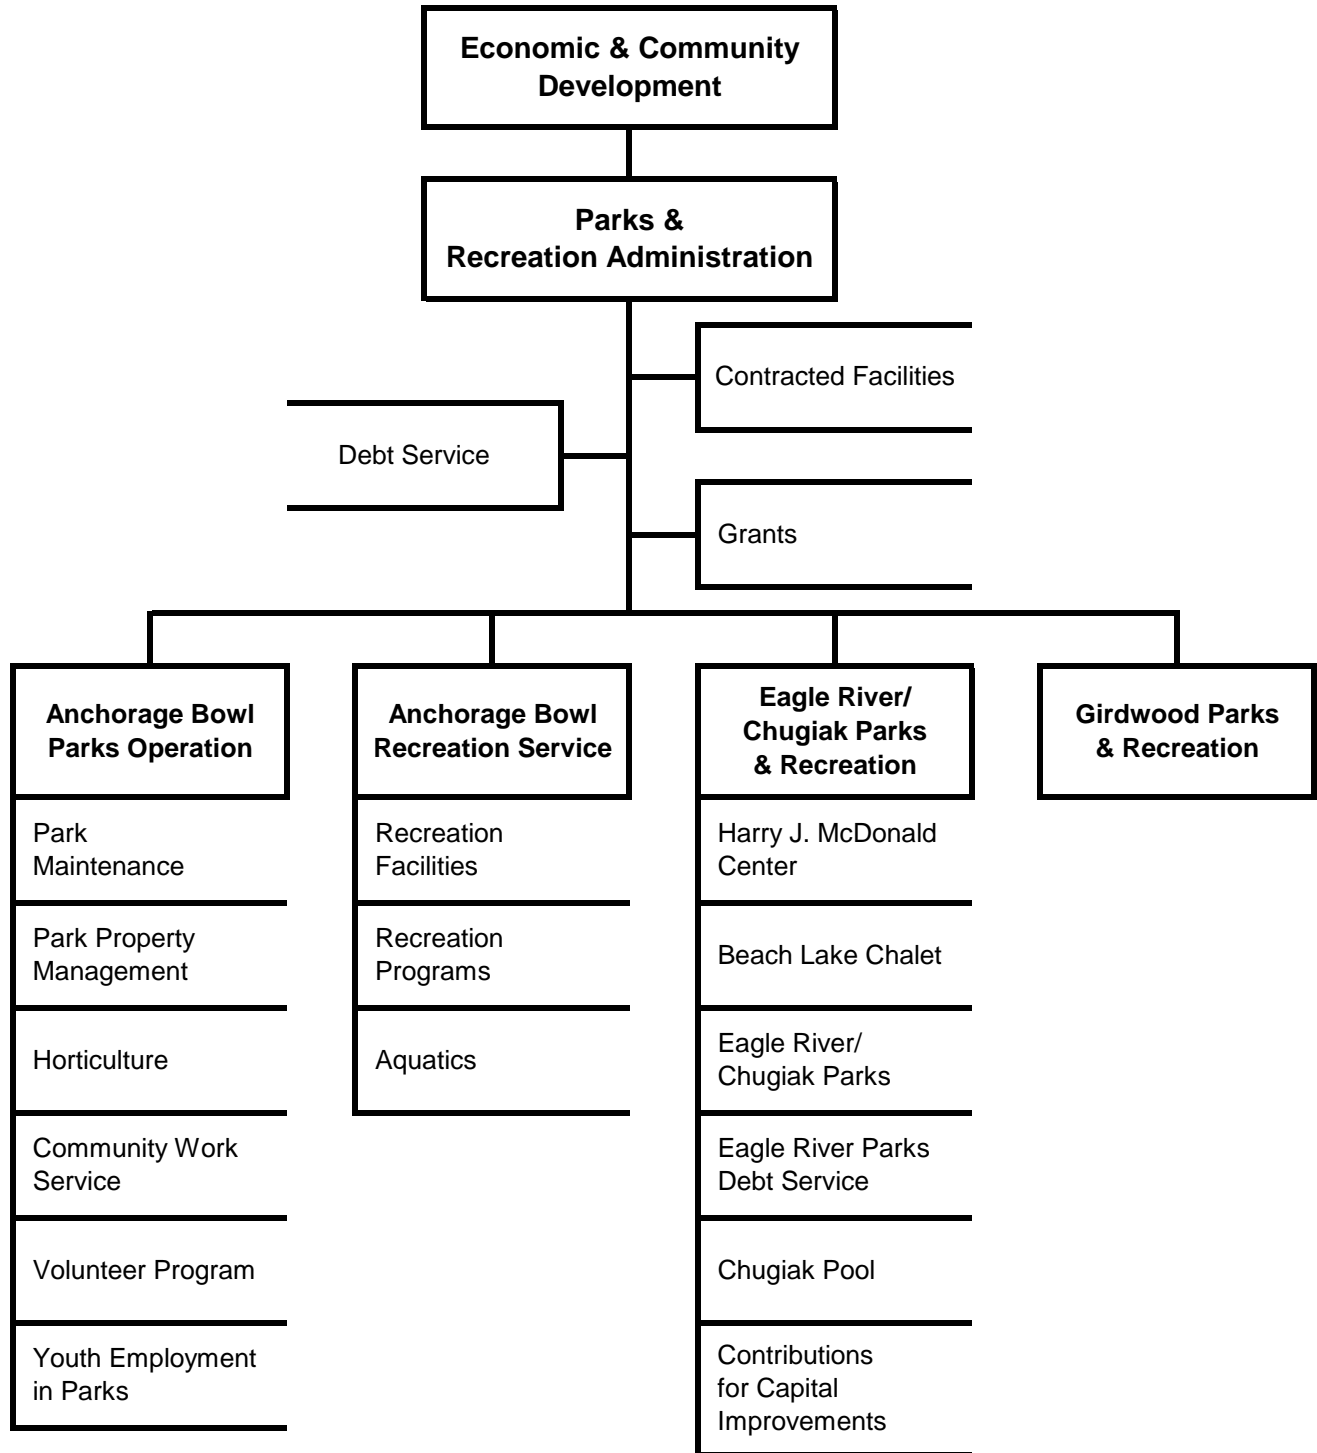 Economic & Community
Development
Parks &
Recreation Administration
Contracted Facilities
Debt Service
Grants
Anchorage Bowl
Parks Operation
Park
Maintenance
Park Property
Management
Horticulture
Community Work
Service
Volunteer Program
Youth Employment
in Parks
Anchorage Bowl
Recreation Service
Recreation
Facilities
Recreation
Programs
Aquatics
Eagle River/
Chugiak Parks
& Recreation
Harry J. McDonald
Center
Beach Lake Chalet
Eagle River/
Chugiak Parks
Eagle River Parks
Debt Service
Chugiak Pool
Contributions
for Capital
Improvements
Girdwood Parks
& Recreation